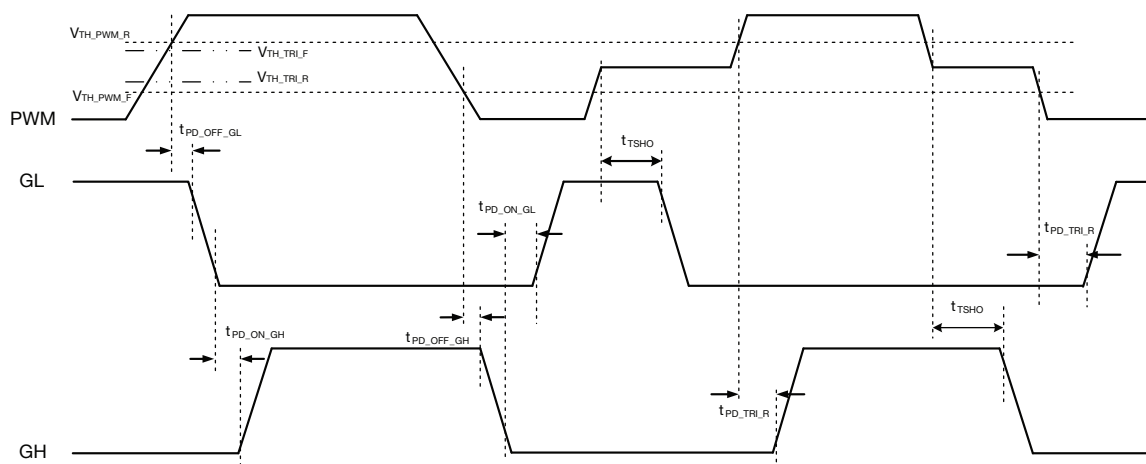 VTH_PWM_R
VTH_TRI_F
VTH_TRI_R
VTH_PWM_F
PWM
tPD_OFF_GL
tTSHO
GL
tPD_ON_GL
tPD_TRI_R
tTSHO
tPD_ON_GH
tPD_OFF_GH
tPD_TRI_R
GH